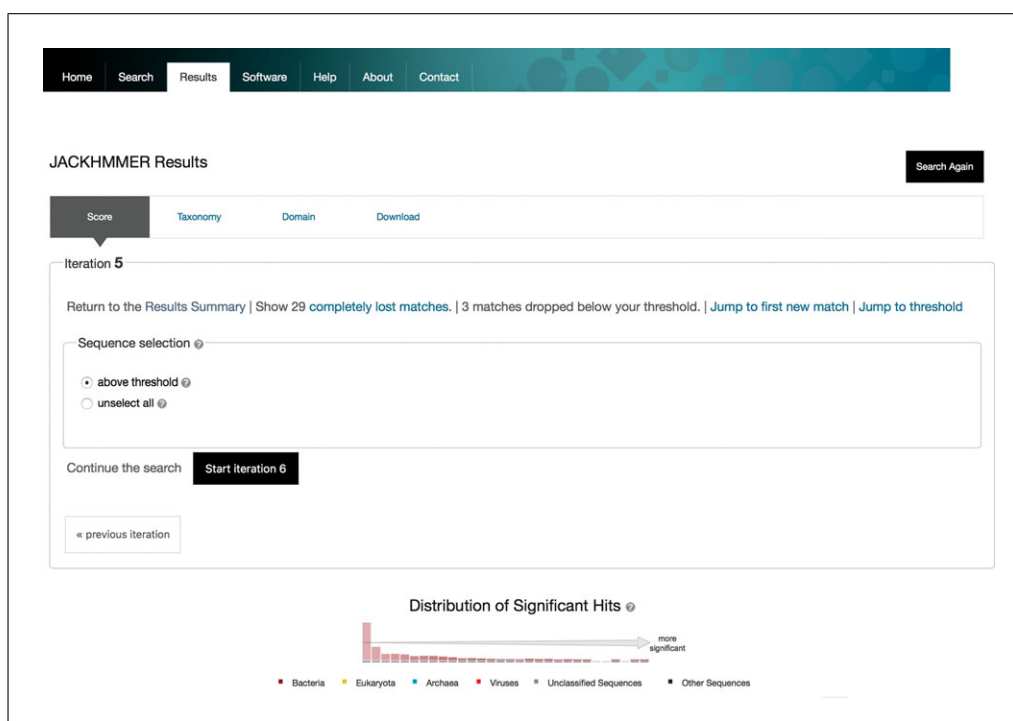 Home Search Results Software Help About Contact
JACKHMMER Results
Search Again
Score Taxonomy Domain Download
Iteration 5
Return to the Results Summary | Show 29 completely lost matches. | 3 matches dropped below your threshold. | Jump to first new match | Jump to threshold
Sequence selection ?
above threshold ?
unselect all ?
Continue the search Start iteration 6
« previous iteration
Distribution of Significant Hits ?
more
significant
Bacteria Eukaryota Archaea Viruses Unclassified Sequences Other Sequences